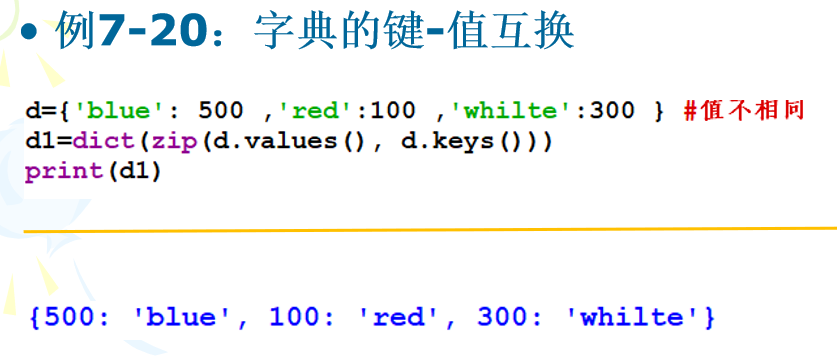 • 例7-20：字典的键-值互换
d={'blue': 500 ,'red':100 ,'whilte':300 } #值不相同
d1=dict(zip(d.values(), d.keys()))
print(d1)
{500: 'blue', 100: 'red', 300: 'whilte'}